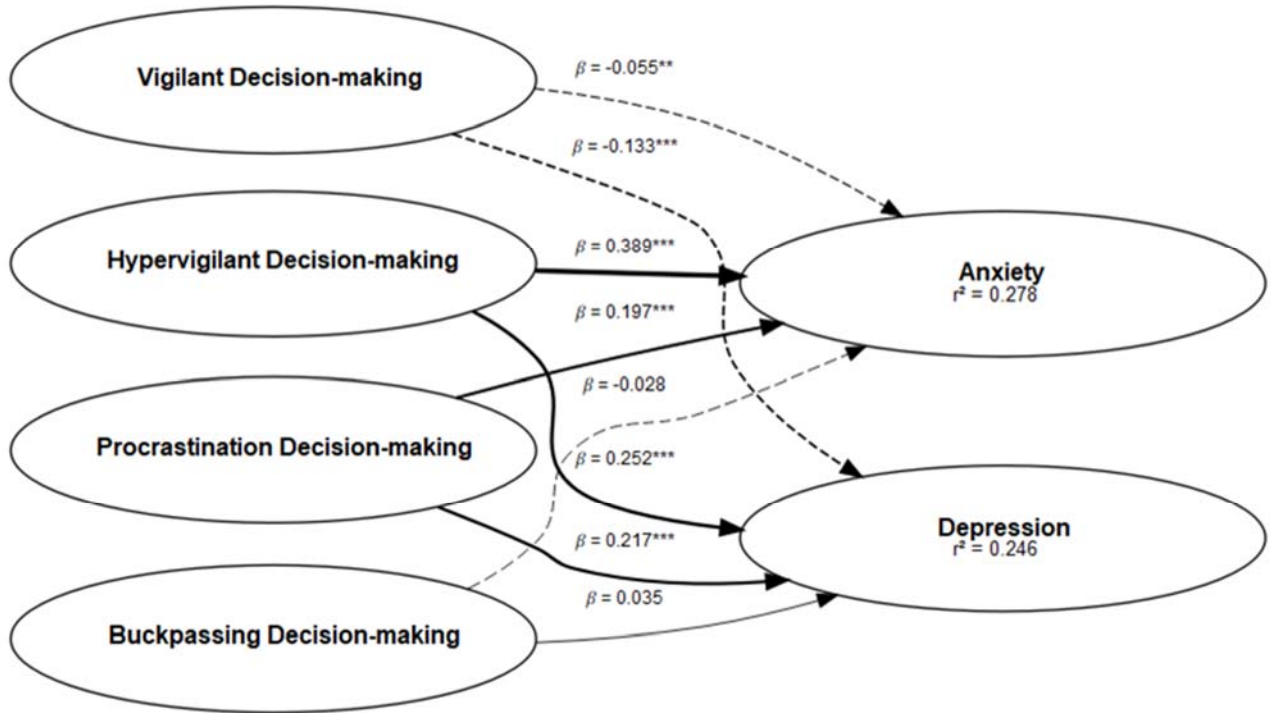 Vigilant Decision-making
β = -0.055**
β = -0.133***
Hypervigilant Decision-making
β = 0.389***
Anxiety
r² = 0.278
β = 0.197***
β = -0.028
Procrastination Decision-making
β = 0.252***
Depression
r² = 0.246
β = 0.217***
β = 0.035
Buckpassing Decision-making